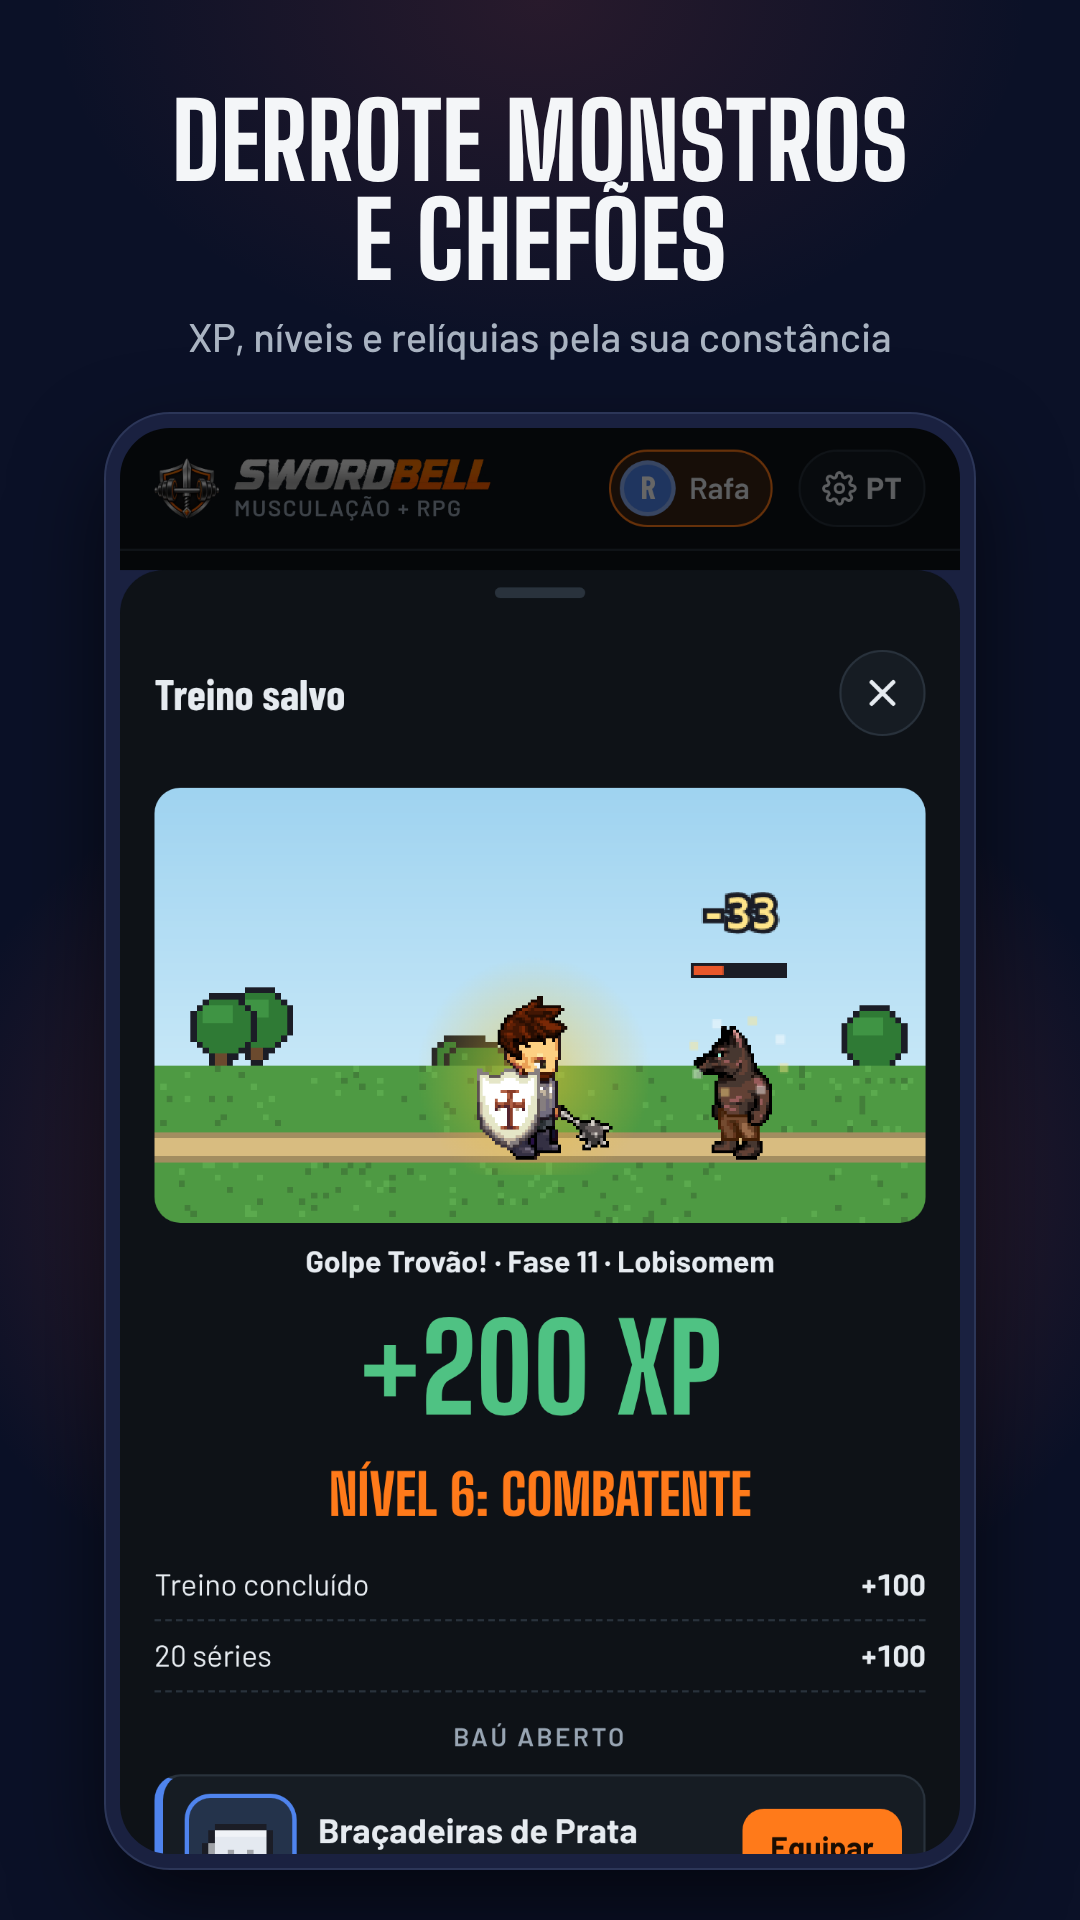 DERROTE MONSTROS
E CHEFÕES
XP, níveis e relíquias pela sua constância
SWORDBELL
MUSCULAÇÃO + RPG
R Rafa
PT
Treino salvo
-33
Golpe Trovão! · Fase 11 · Lobisomem
+200 XP
NÍVEL 6: COMBATENTE
Treino concluído +100
20 séries +100
BAÚ ABERTO
Braçadeiras de Prata
Equipar